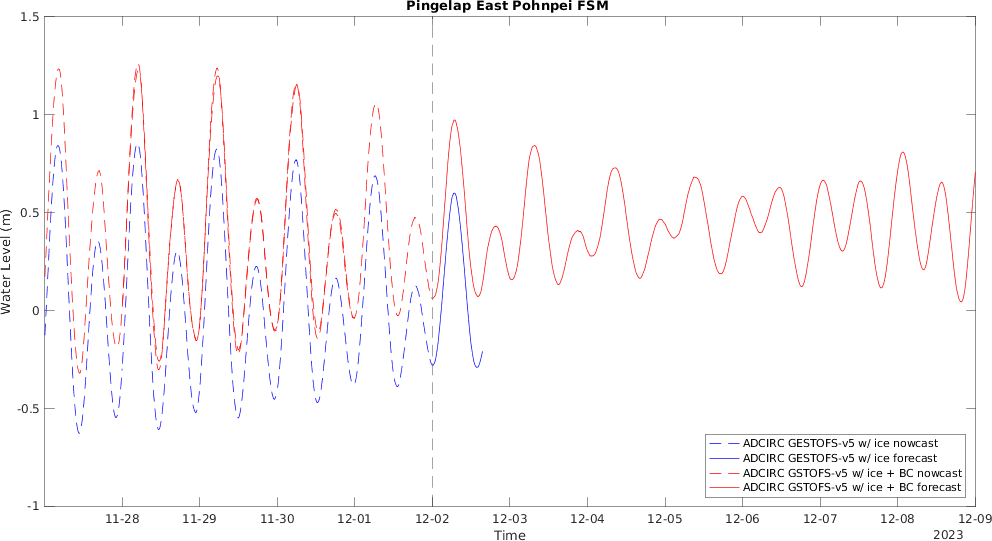 Pingelap East Pohnpei FSM
1.5
1
0.5
0
-0.5
-1
Water Level (m)
11-28 11-29 11-30 12-01 12-02 12-03 12-04 12-05 12-06 12-07 12-08 12-09
Time
2023
ADCIRC GESTOFS-v5 w/ ice nowcast
ADCIRC GESTOFS-v5 w/ ice forecast
ADCIRC GSTOFS-v5 w/ ice + BC nowcast
ADCIRC GSTOFS-v5 w/ ice + BC forecast